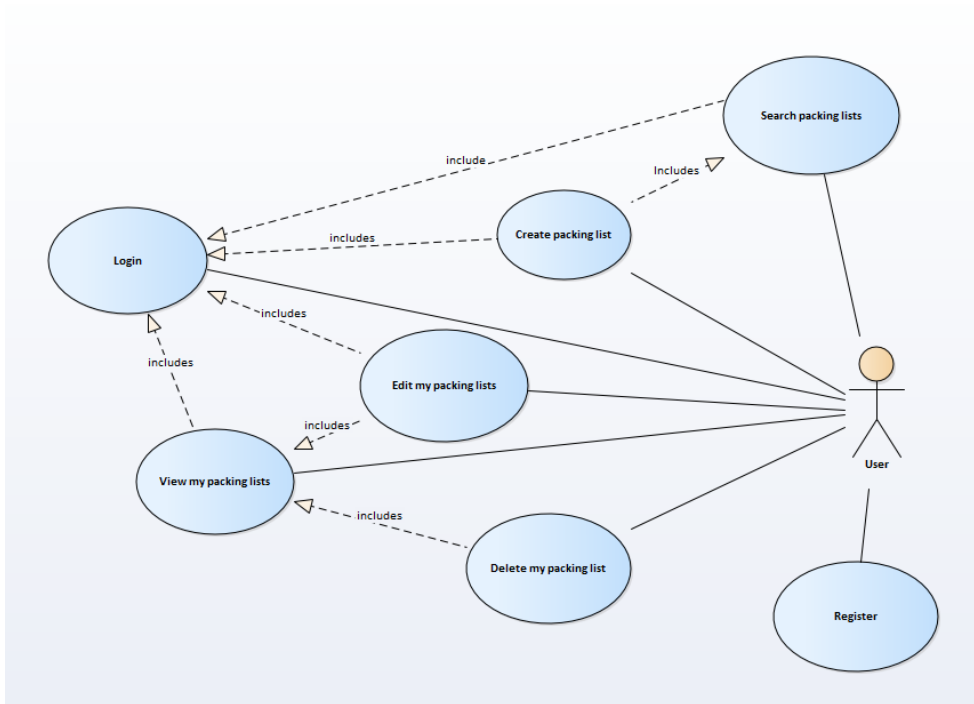 Search packing lists
include
Includes
Create packing list
includes
Login
includes
includes
Edit my packing lists
includes
View my packing lists
User
includes
Delete my packing list
Register